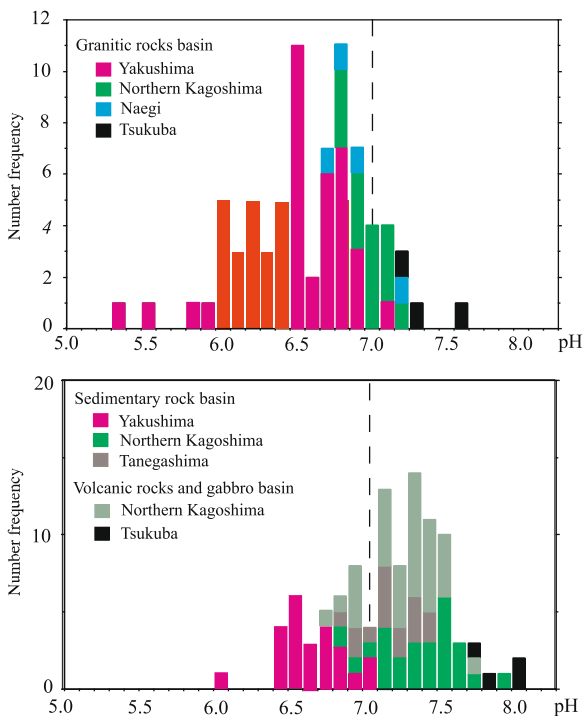 12
10
8
6
4
2
0
Number frequency
Granitic rocks basin
Yakushima
Northern Kagoshima
Naegi
Tsukuba
5.0 5.5 6.0 6.5 7.0 7.5 8.0 pH
20
10
0
Number frequency
Sedimentary rock basin
Yakushima
Northern Kagoshima
Tanegashima
Volcanic rocks and gabbro basin
Northern Kagoshima
Tsukuba
5.0 5.5 6.0 6.5 7.0 7.5 8.0 pH